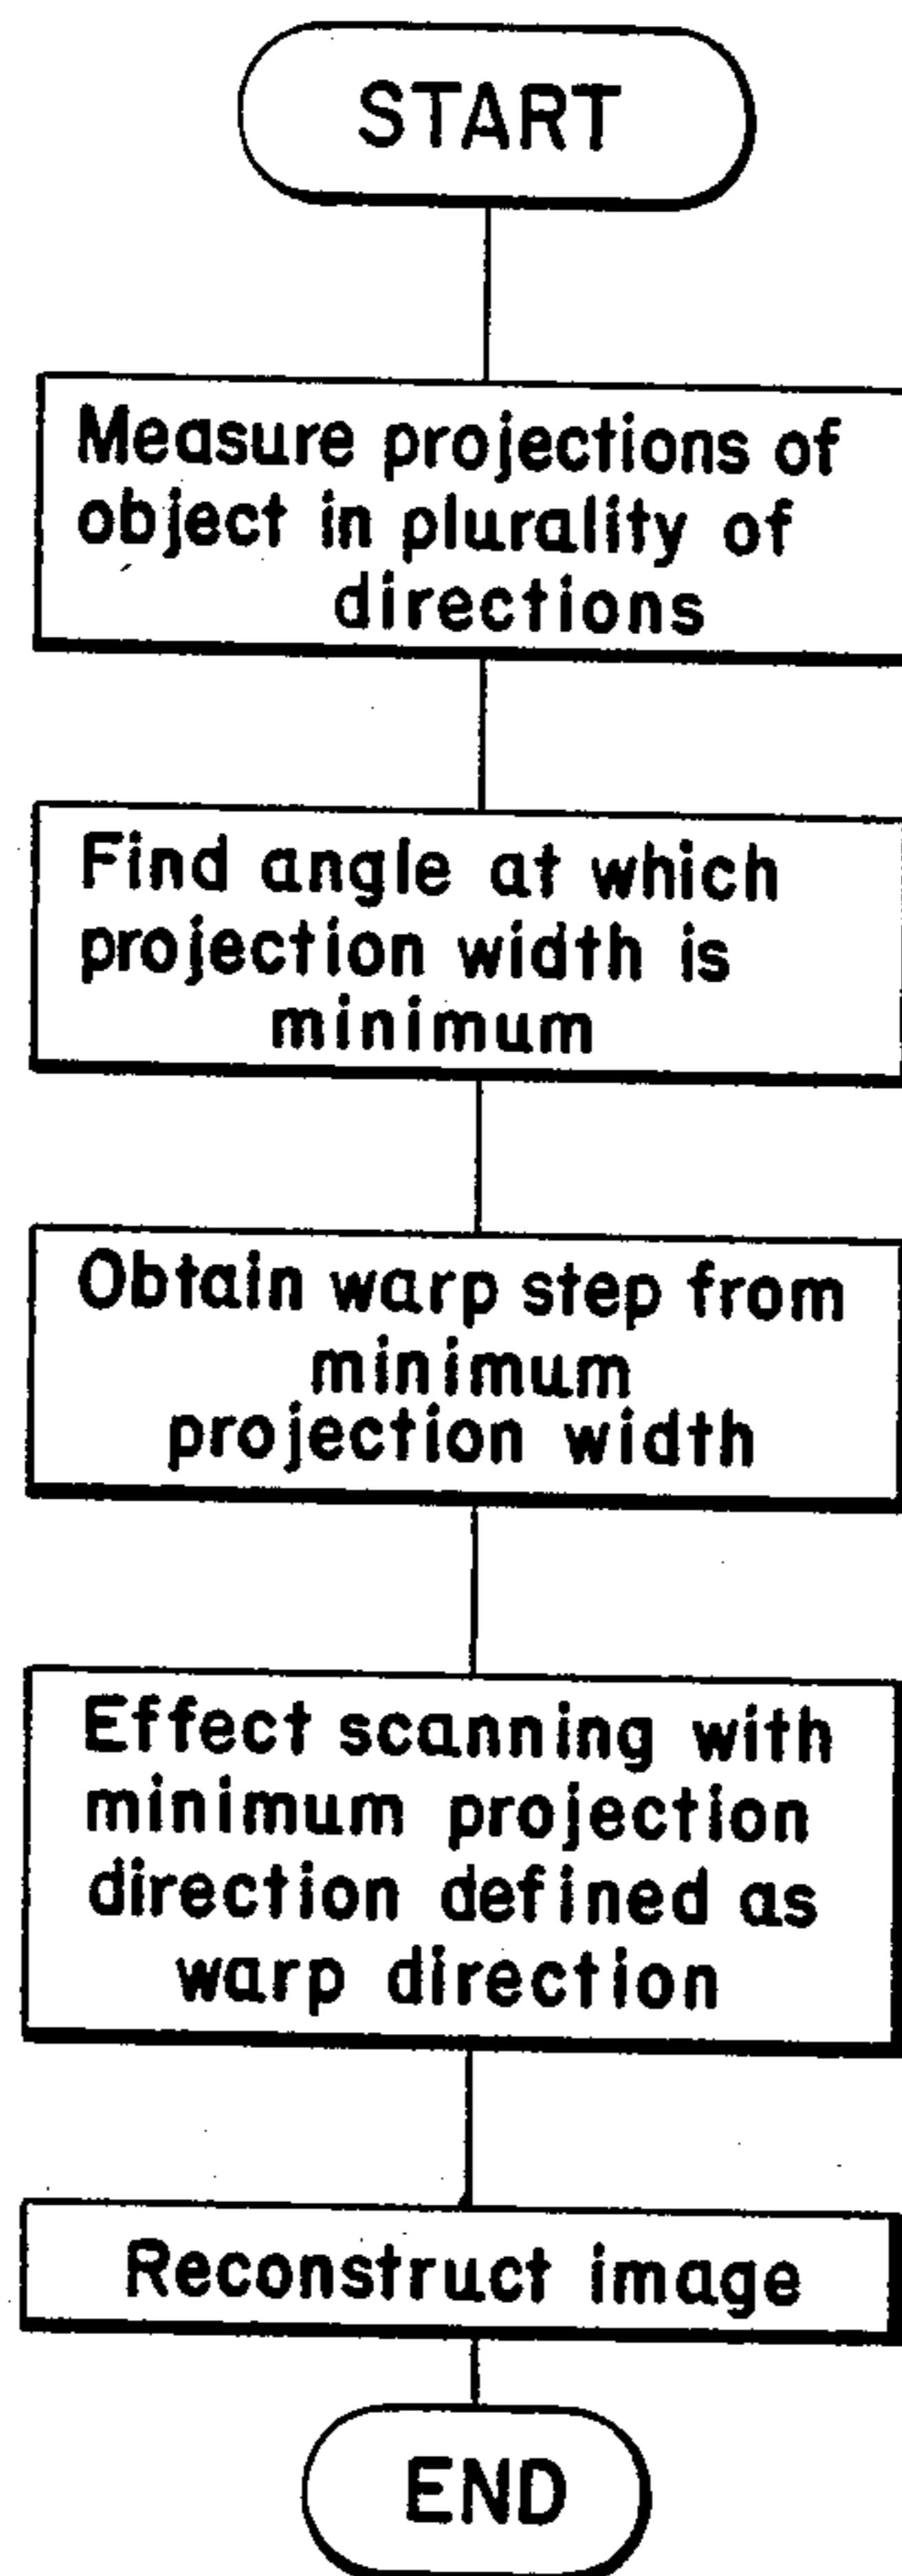 START
Measure projections of
object in plurality of
directions
Find angle at which
projection width is
minimum
Obtain warp step from
minimum
projection width
Effect scanning with
minimum projection
direction defined as
warp direction
Reconstruct image
END